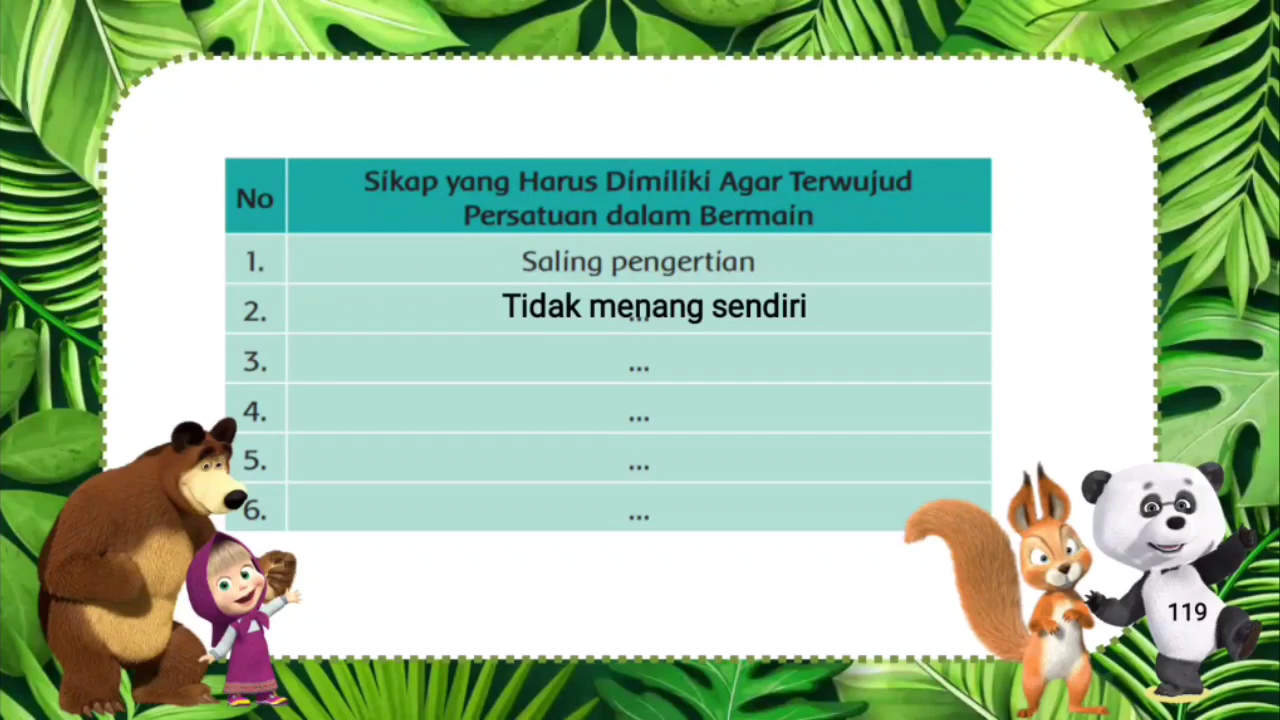 No
Sikap yang Harus Dimiliki Agar Terwujud
Persatuan dalam Bermain
1. Saling pengertian
2. Tidak menang sendiri
...
3. ...
4. ...
5. ...
6. ...
119